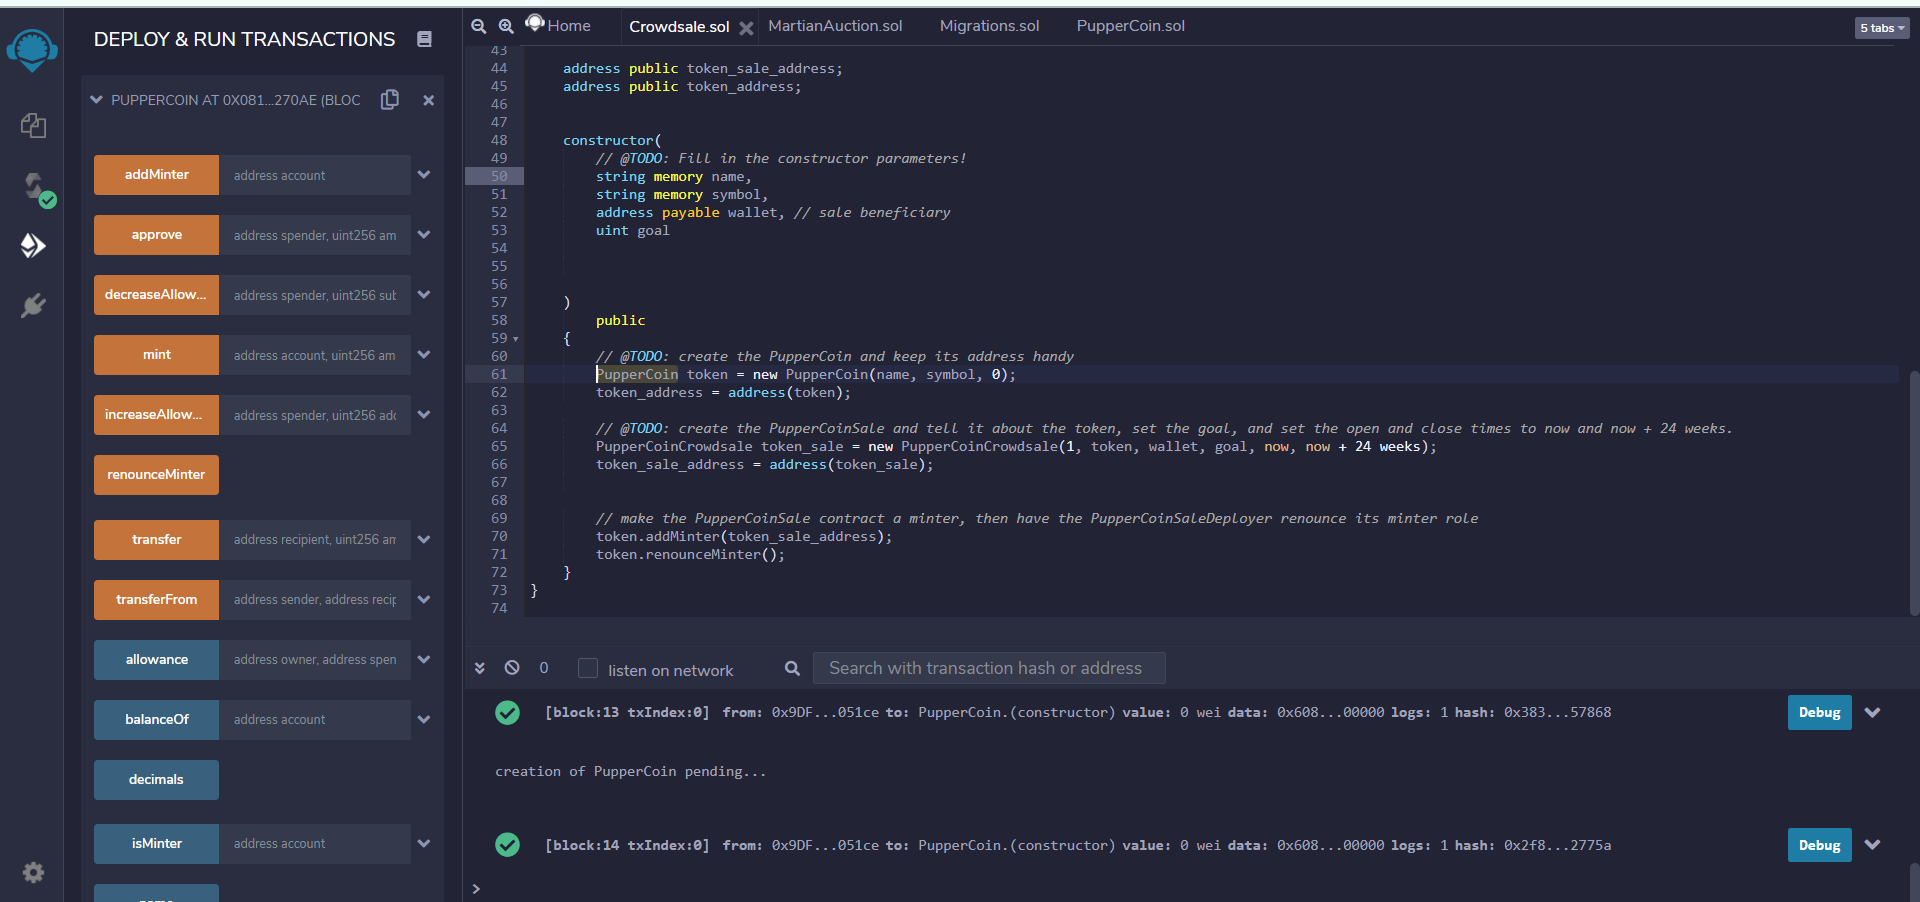 DEPLOY & RUN TRANSACTIONS
PUPPERCOIN AT 0X081...270AE (BLOC
addMinter address account
approve address spender, uint256 am
decreaseAllow... address spender, uint256 sub
mint address account, uint256 am
increaseAllow... address spender, uint256 add
renounceMinter
transfer address recipient, uint256 am
transferFrom address sender, address recip
allowance address owner, address spen
balanceOf address account
decimals
isMinter address account
Home Crowdsale.sol MartianAuction.sol Migrations.sol PupperCoin.sol 5 tabs
43
44 address public token_sale_address;
45 address public token_address;
46
47
48 constructor(
49 // @TODO: Fill in the constructor parameters!
50 string memory name,
51 string memory symbol,
52 address payable wallet, // sale beneficiary
53 uint goal
54
55
56
57 )
58 public
59 {
60 // @TODO: create the PupperCoin and keep its address handy
61 PupperCoin token = new PupperCoin(name, symbol, 0);
62 token_address = address(token);
63
64 // @TODO: create the PupperCoinSale and tell it about the token, set the goal, and set the open and close times to now and now + 24 weeks.
65 PupperCoinCrowdsale token_sale = new PupperCoinCrowdsale(1, token, wallet, goal, now, now + 24 weeks);
66 token_sale_address = address(token_sale);
67
68
69 // make the PupperCoinSale contract a minter, then have the PupperCoinSaleDeployer renounce its minter role
70 token.addMinter(token_sale_address);
71 token.renounceMinter();
72 }
73 }
74
0 listen on network Search with transaction hash or address
[block:13 txIndex:0] from: 0x9DF...051ce to: PupperCoin.(constructor) value: 0 wei data: 0x608...00000 logs: 1 hash: 0x383...57868 Debug
creation of PupperCoin pending...
[block:14 txIndex:0] from: 0x9DF...051ce to: PupperCoin.(constructor) value: 0 wei data: 0x608...00000 logs: 1 hash: 0x2f8...2775a Debug
>